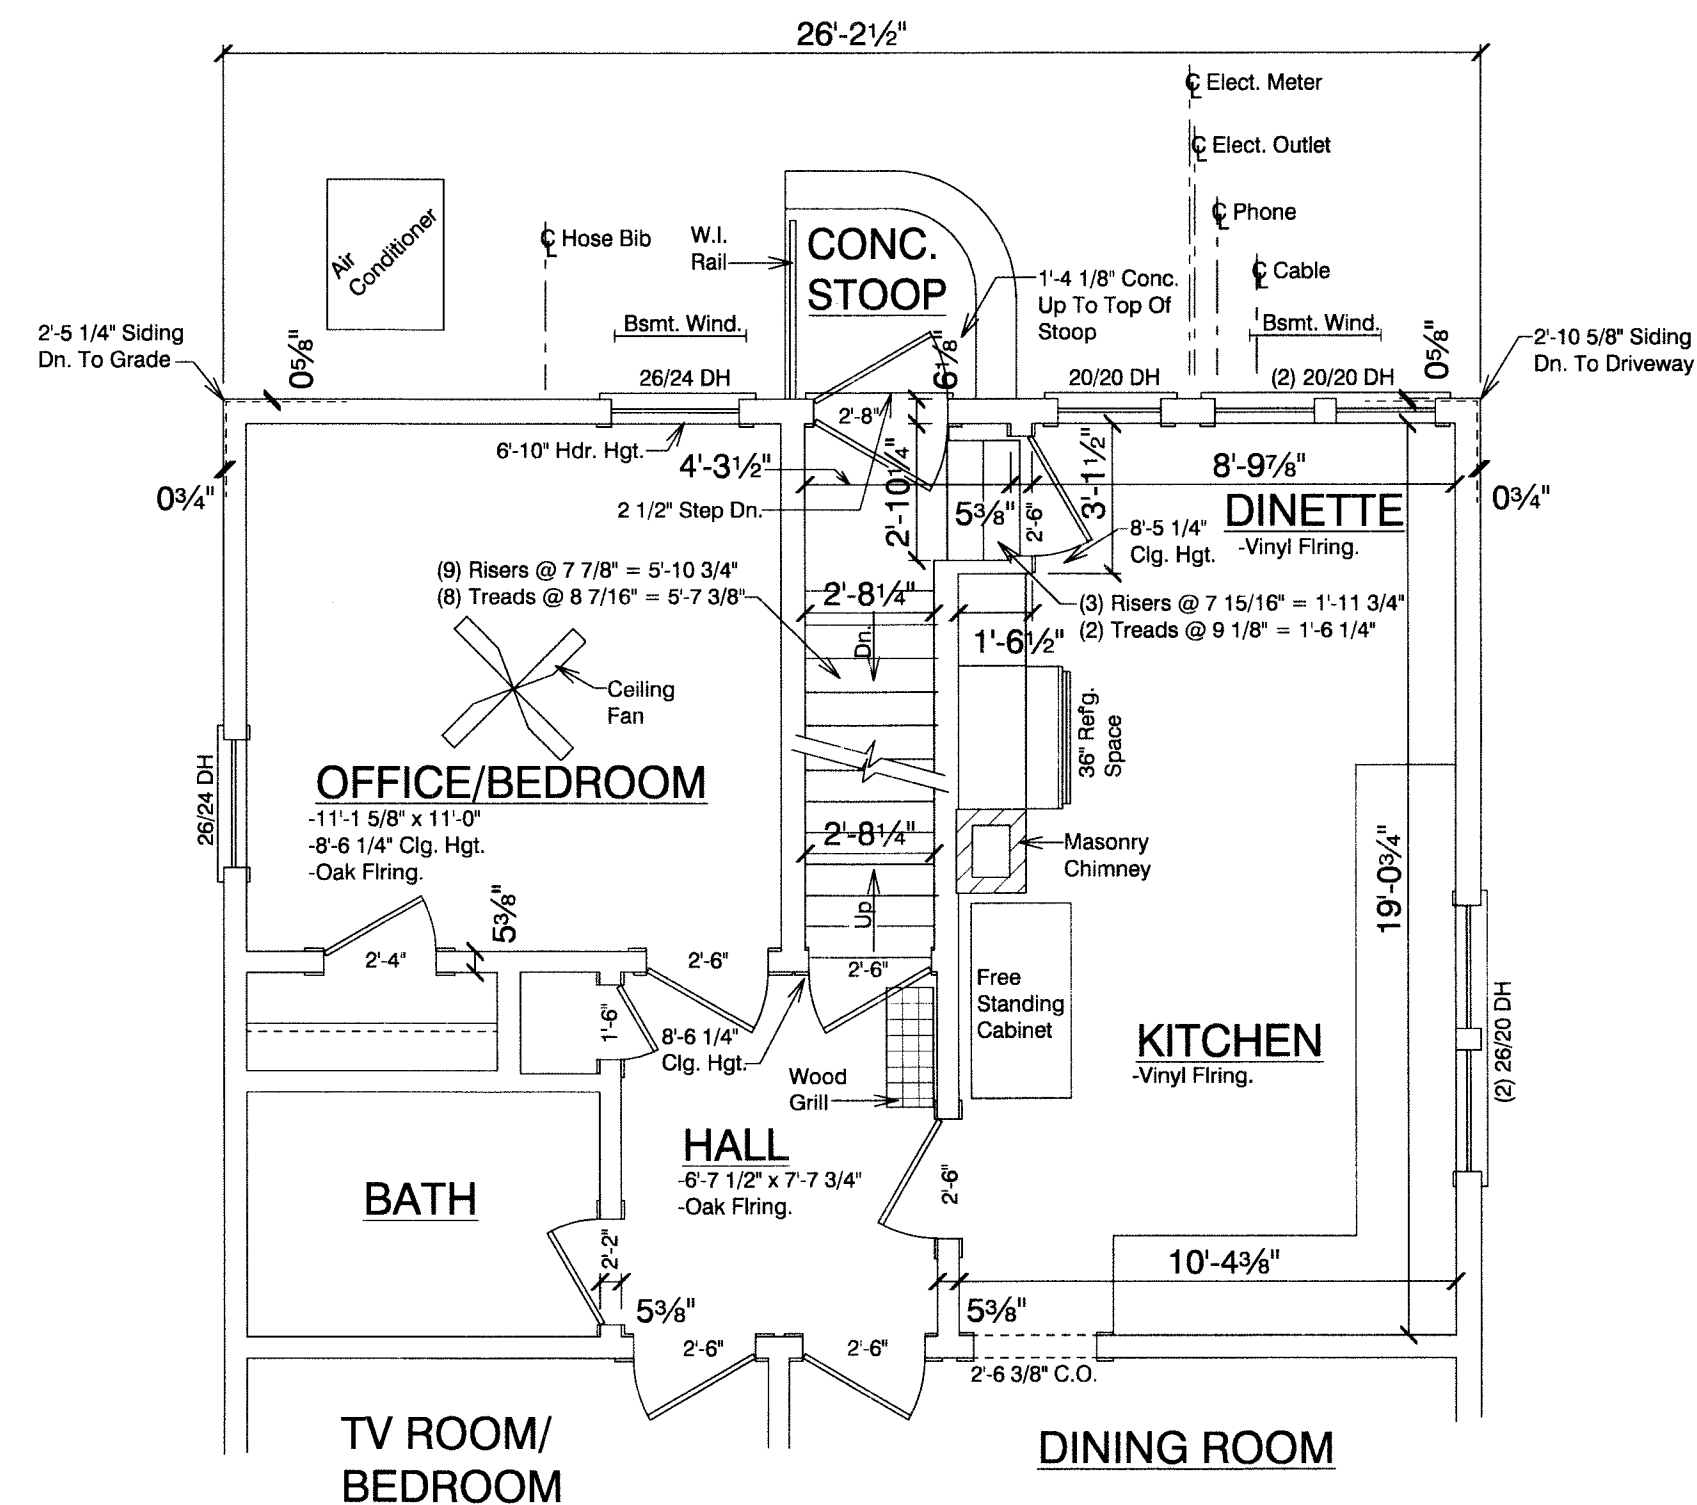 26'-2½"
℄ Elect. Meter
℄ Elect. Outlet
℄ Phone
℄ Cable
Air
Conditioner
℄ Hose Bib
W.I.
Rail
CONC.
STOOP
1'-4 1/8" Conc.
Up To Top Of
Stoop
Bsmt. Wind.
Bsmt. Wind.
2'-5 1/4" Siding
Dn. To Grade
0⅝"
6⅛"
0⅝"
2'-10 5/8" Siding
Dn. To Driveway
26/24 DH
20/20 DH
(2) 20/20 DH
2'-8"
6'-10" Hdr. Hgt.
4'-3½"
2'-10¼"
3'-11½"
8'-9⅞"
0¾"
0¾"
2 1/2" Step Dn.
5⅜"
2'-6"
DINETTE
-Vinyl Flring.
8'-5 1/4"
Clg. Hgt.
(9) Risers @ 7 7/8" = 5'-10 3/4"
(8) Treads @ 8 7/16" = 5'-7 3/8"
2'-8¼"
(3) Risers @ 7 15/16" = 1'-11 3/4"
(2) Treads @ 9 1/8" = 1'-6 1/4"
1'-6½"
Dn.
Ceiling
Fan
36" Ref'g.
Space
OFFICE/BEDROOM
-11'-1 5/8" x 11'-0"
-8'-6 1/4" Clg. Hgt.
-Oak Flring.
26/24 DH
2'-8¼"
Masonry
Chimney
19'-0¾"
Up
5⅜"
2'-4"
2'-6"
2'-6"
1'-6"
8'-6 1/4"
Clg. Hgt.
Free
Standing
Cabinet
KITCHEN
-Vinyl Flring.
(2) 26/20 DH
Wood
Grill
HALL
-6'-7 1/2" x 7'-7 3/4"
-Oak Flring.
BATH
2'-6"
2'-2"
10'-4⅜"
5⅜"
5⅜"
2'-6"
2'-6"
2'-6 3/8" C.O.
TV ROOM/
BEDROOM
DINING ROOM